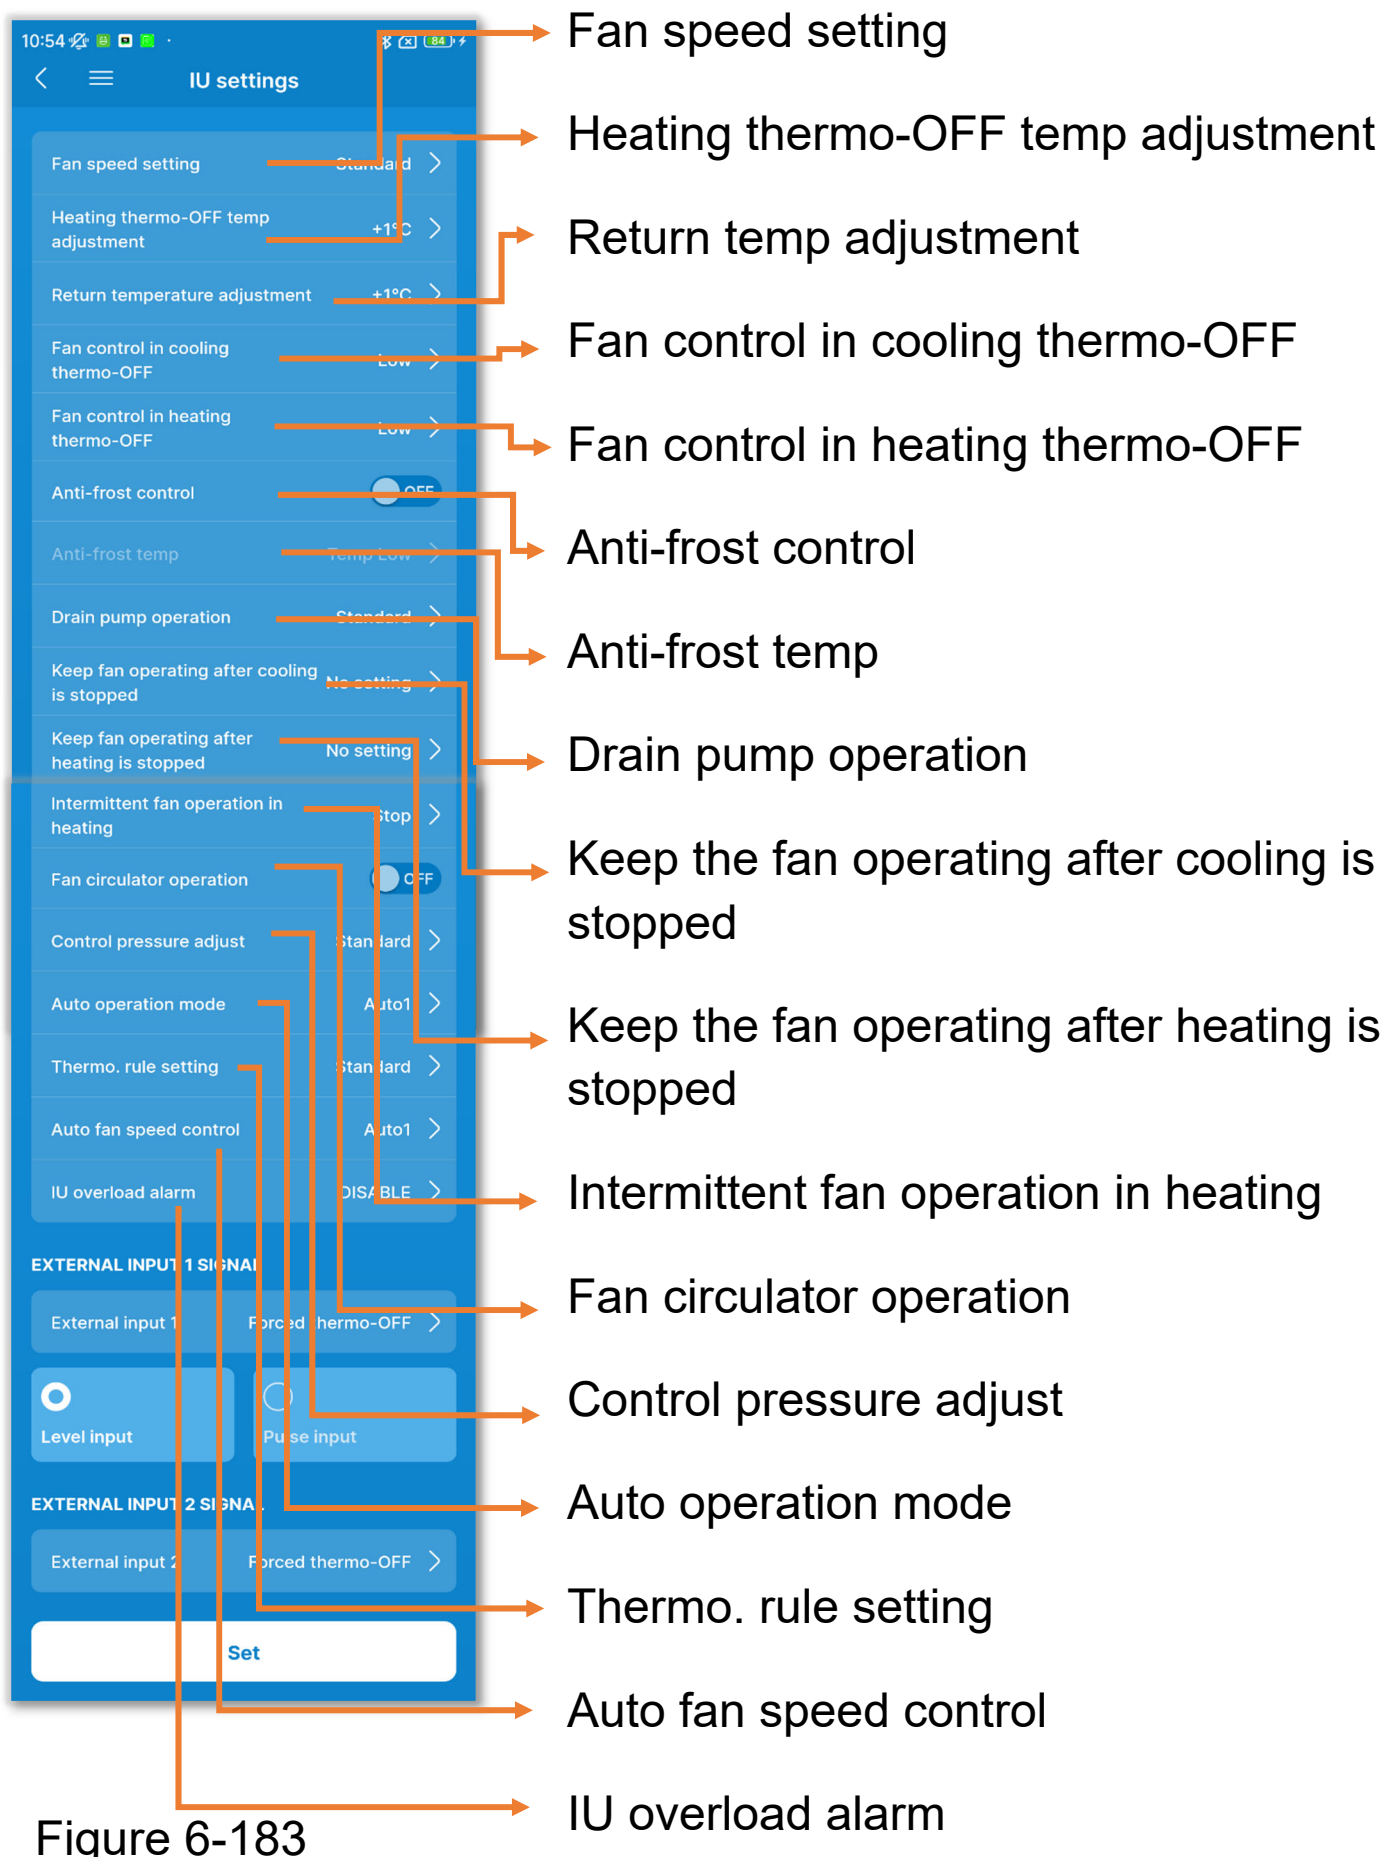 10:54
84
IU settings
Fan speed setting Standard
Heating thermo-OFF temp
adjustment +1°C
Return temperature adjustment +1°C
Fan control in cooling
thermo-OFF Low
Fan control in heating
thermo-OFF Low
Anti-frost control OFF
Anti-frost temp Temp Low
Drain pump operation Standard
Keep fan operating after cooling
is stopped No setting
Keep fan operating after
heating is stopped No setting
Intermittent fan operation in
heating Stop
Fan circulator operation OFF
Control pressure adjust Standard
Auto operation mode Auto1
Thermo. rule setting Standard
Auto fan speed control Auto1
IU overload alarm DISABLE
EXTERNAL INPUT 1 SIGNAL
External input 1 Forced thermo-OFF
Level input
Pulse input
EXTERNAL INPUT 2 SIGNAL
External input 2 Forced thermo-OFF
Set
Fan speed setting
Heating thermo-OFF temp adjustment
Return temp adjustment
Fan control in cooling thermo-OFF
Fan control in heating thermo-OFF
Anti-frost control
Anti-frost temp
Drain pump operation
Keep the fan operating after cooling is
stopped
Keep the fan operating after heating is
stopped
Intermittent fan operation in heating
Fan circulator operation
Control pressure adjust
Auto operation mode
Thermo. rule setting
Auto fan speed control
IU overload alarm
Figure 6-183